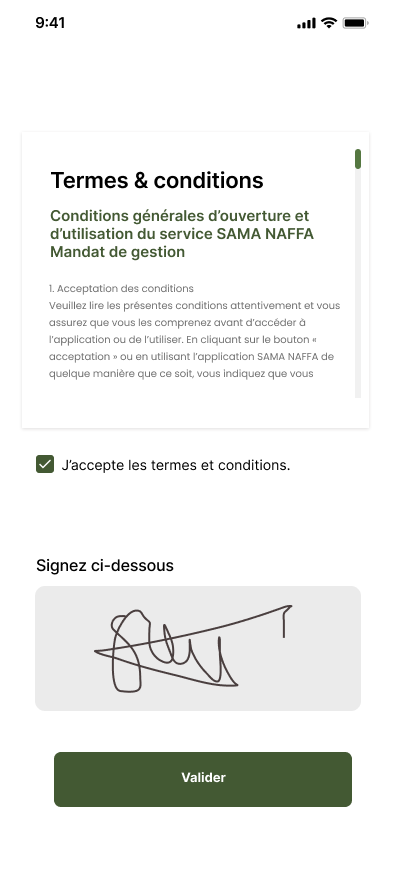 9:41
Termes & conditions
Conditions générales d’ouverture et
d’utilisation du service SAMA NAFFA
Mandat de gestion
1. Acceptation des conditions
Veuillez lire les présentes conditions attentivement et vous
assurez que vous les comprenez avant d’accéder à
l’application ou de l’utiliser. En cliquant sur le bouton «
acceptation » ou en utilisant l’application SAMA NAFFA de
quelque manière que ce soit, vous indiquez que vous
J’accepte les termes et conditions.
Signez ci-dessous
Valider